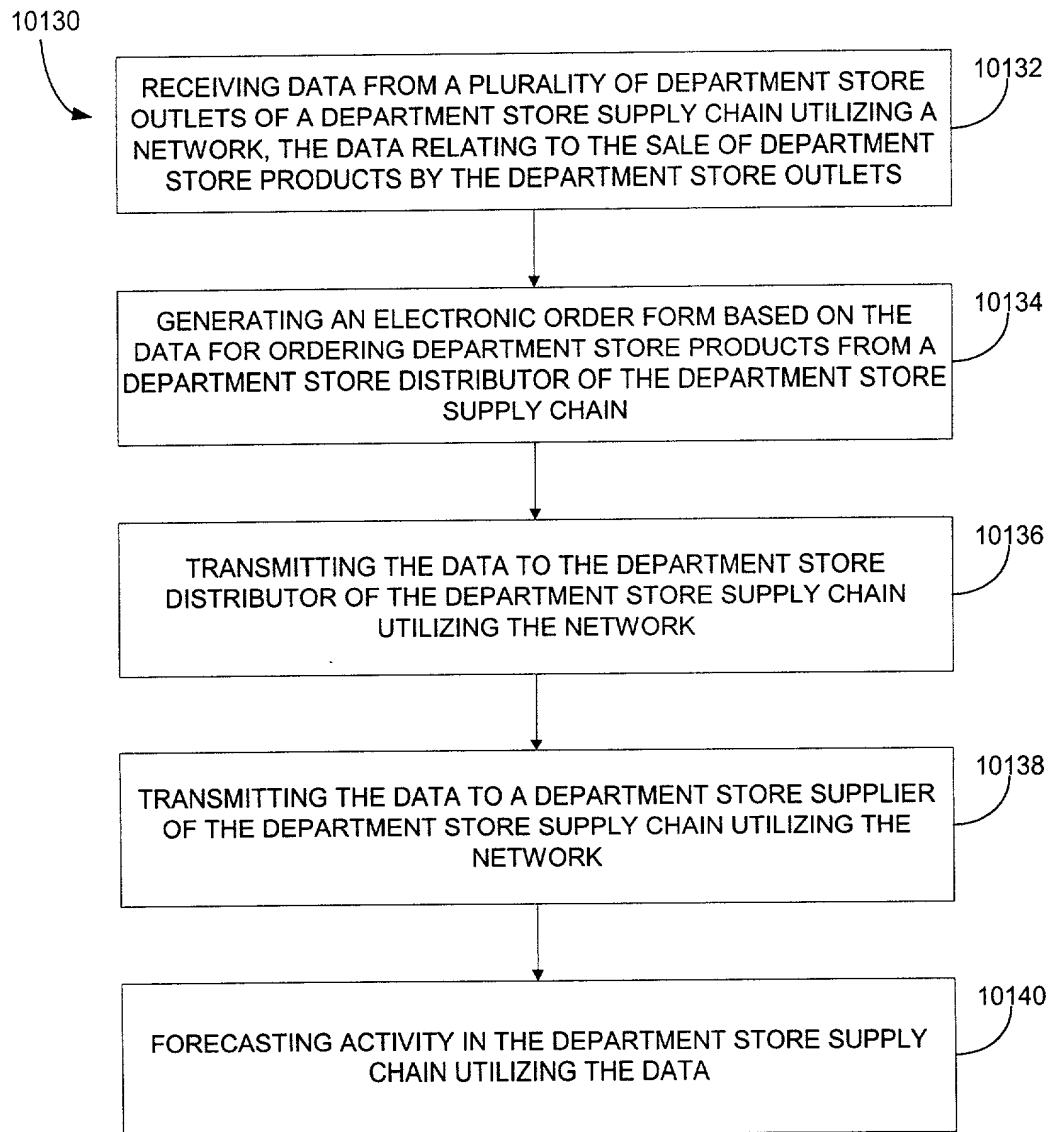 10130
10132
RECEIVING DATA FROM A PLURALITY OF DEPARTMENT STORE
OUTLETS OF A DEPARTMENT STORE SUPPLY CHAIN UTILIZING A
NETWORK, THE DATA RELATING TO THE SALE OF DEPARTMENT
STORE PRODUCTS BY THE DEPARTMENT STORE OUTLETS
10134
GENERATING AN ELECTRONIC ORDER FORM BASED ON THE
DATA FOR ORDERING DEPARTMENT STORE PRODUCTS FROM A
DEPARTMENT STORE DISTRIBUTOR OF THE DEPARTMENT STORE
SUPPLY CHAIN
10136
TRANSMITTING THE DATA TO THE DEPARTMENT STORE
DISTRIBUTOR OF THE DEPARTMENT STORE SUPPLY CHAIN
UTILIZING THE NETWORK
10138
TRANSMITTING THE DATA TO A DEPARTMENT STORE SUPPLIER
OF THE DEPARTMENT STORE SUPPLY CHAIN UTILIZING THE
NETWORK
10140
FORECASTING ACTIVITY IN THE DEPARTMENT STORE SUPPLY
CHAIN UTILIZING THE DATA